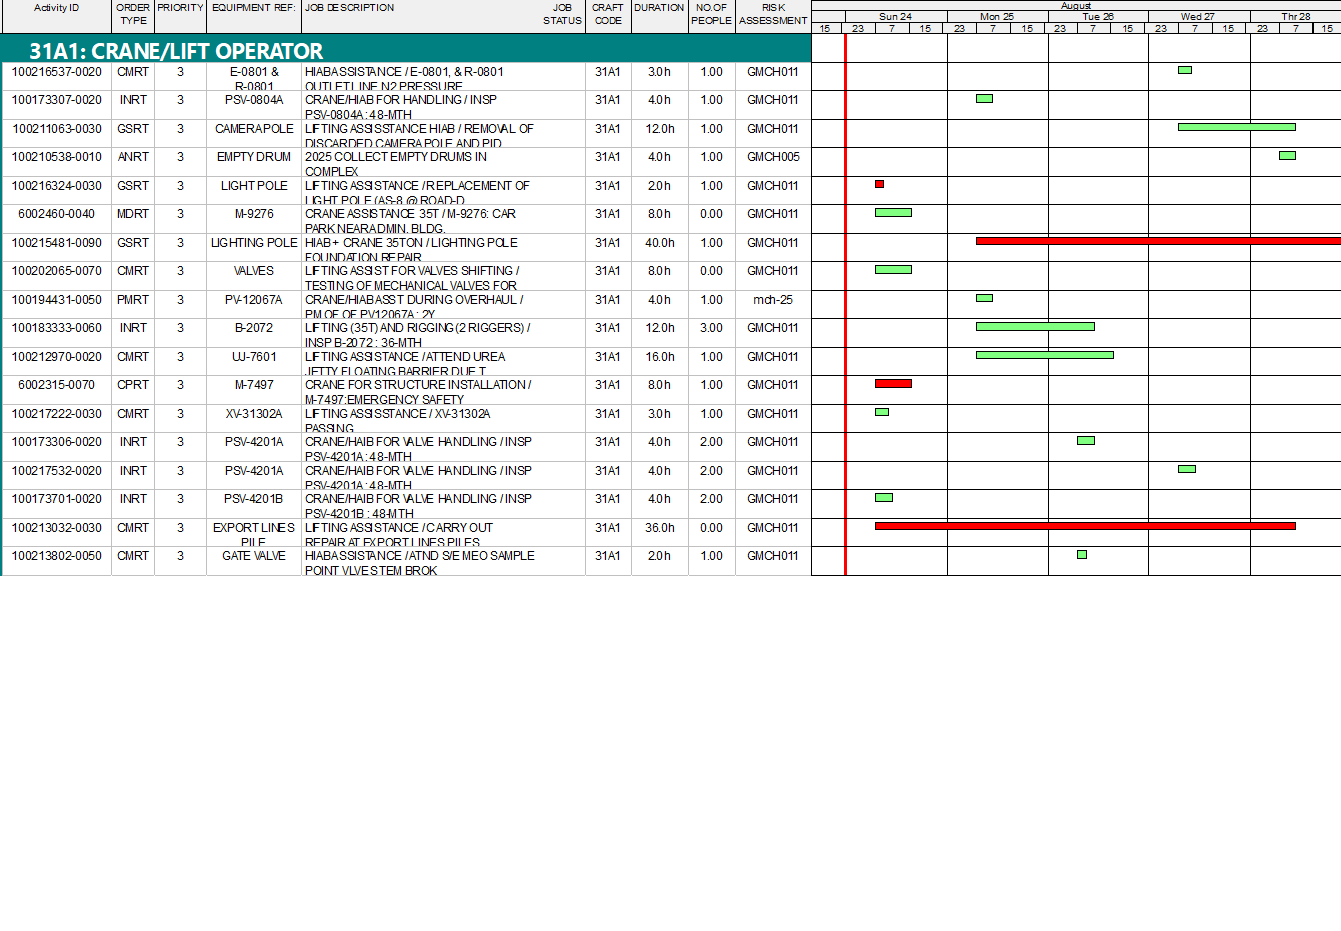 Activity ID ORDER TYPE PRIORITY EQUIPMENT REF: JOB DESCRIPTION JOB STATUS CRAFT CODE DURATION NO.OF PEOPLE RISK ASSESSMENT
August
Sun 24 Mon 25 Tue 26 Wed 27 Thr 28
15 23 7 15 23 7 15 23 7 15 23 7 15 23 7 15
31A1: CRANE/LIFT OPERATOR
100216537-0020 CMRT 3 E-0801 & HIAB ASSISTANCE / E-0801, & R-0801 31A1 3.0h 1.00 GMCH011
R-0801 OUTLET LINE N2 PRESSURE
100173307-0020 INRT 3 PSV-0804A CRANE/HIAB FOR HANDLING / INSP 31A1 4.0h 1.00 GMCH011
PSV-0804A : 48-MTH
100211063-0030 GSRT 3 CAMERA POLE LIFTING ASSISSTANCE HIAB / REMOVAL OF 31A1 12.0h 1.00 GMCH011
DISCARDED CAMERA POLE AND PID
100210538-0010 ANRT 3 EMPTY DRUM 2025 COLLECT EMPTY DRUMS IN 31A1 4.0h 1.00 GMCH005
COMPLEX
100216324-0030 GSRT 3 LIGHT POLE LIFTING ASSISTANCE / REPLACEMENT OF 31A1 2.0h 1.00 GMCH011
LIGHT POLE (AS-8 @ ROAD-D
6002460-0040 MDRT 3 M-9276 CRANE ASSISTANCE 35T / M-9276: CAR 31A1 8.0h 0.00 GMCH011
PARK NEAR ADMIN. BLDG.
100215481-0090 GSRT 3 LIGHTING POLE HIAB + CRANE 35TON / LIGHTING POLE 31A1 40.0h 1.00 GMCH011
FOUNDATION REPAIR
100202065-0070 CMRT 3 VALVES LIFTING ASSIST FOR VALVES SHIFTING / 31A1 8.0h 0.00 GMCH011
TESTING OF MECHANICAL VALVES FOR
100194431-0050 PMRT 3 PV-12067A CRANE/HIAB ASST DURING OVERHAUL / 31A1 4.0h 1.00 mch-25
PM OF OF PV12067A : 2Y
100183333-0060 INRT 3 B-2072 LIFTING (35T) AND RIGGING (2 RIGGERS) / 31A1 12.0h 3.00 GMCH011
INSP B-2072 : 36-MTH
100212970-0020 CMRT 3 UJ-7601 LIFTING ASSISTANCE / ATTEND UREA 31A1 16.0h 1.00 GMCH011
JETTY FLOATING BARRIER DUE T
6002315-0070 CPRT 3 M-7497 CRANE FOR STRUCTURE INSTALLATION / 31A1 8.0h 1.00 GMCH011
M-7497:EMERGENCY SAFETY
100217222-0030 CMRT 3 XV-31302A LIFTING ASSISSTANCE / XV-31302A 31A1 3.0h 1.00 GMCH011
PASSING
100173306-0020 INRT 3 PSV-4201A CRANE/HAIB FOR VALVE HANDLING / INSP 31A1 4.0h 2.00 GMCH011
PSV-4201A : 48-MTH
100217532-0020 INRT 3 PSV-4201A CRANE/HAIB FOR VALVE HANDLING / INSP 31A1 4.0h 2.00 GMCH011
PSV-4201A : 48-MTH
100173701-0020 INRT 3 PSV-4201B CRANE/HAIB FOR VALVE HANDLING / INSP 31A1 4.0h 2.00 GMCH011
PSV-4201B : 48-MTH
100213032-0030 CMRT 3 EXPORT LINES LIFTING ASSISTANCE / CARRY OUT 31A1 36.0h 0.00 GMCH011
PILE REPAIR AT EXPORT LINES PILES
100213802-0050 CMRT 3 GATE VALVE HIAB ASSISTANCE / ATND S/E MEO SAMPLE 31A1 2.0h 1.00 GMCH011
POINT VLVE STEM BROK